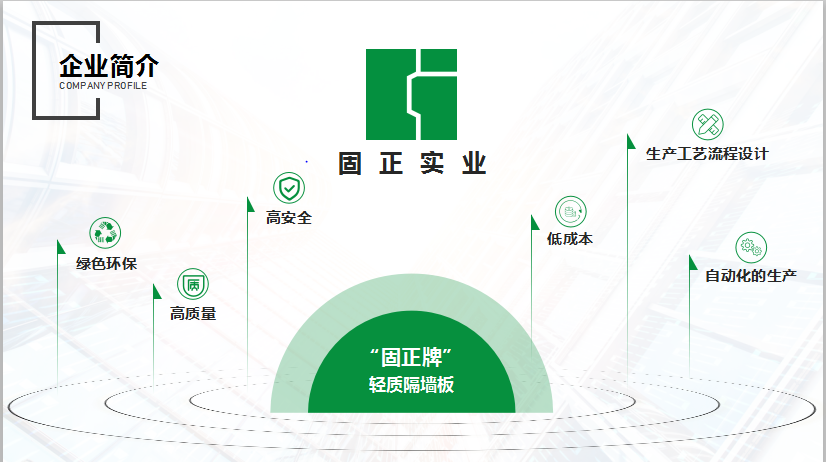 企业简介
COMPANY PROFILE
固正实业
生产工艺流程设计
高安全
低成本
绿色环保
自动化的生产
高质量
“固正牌”
轻质隔墙板